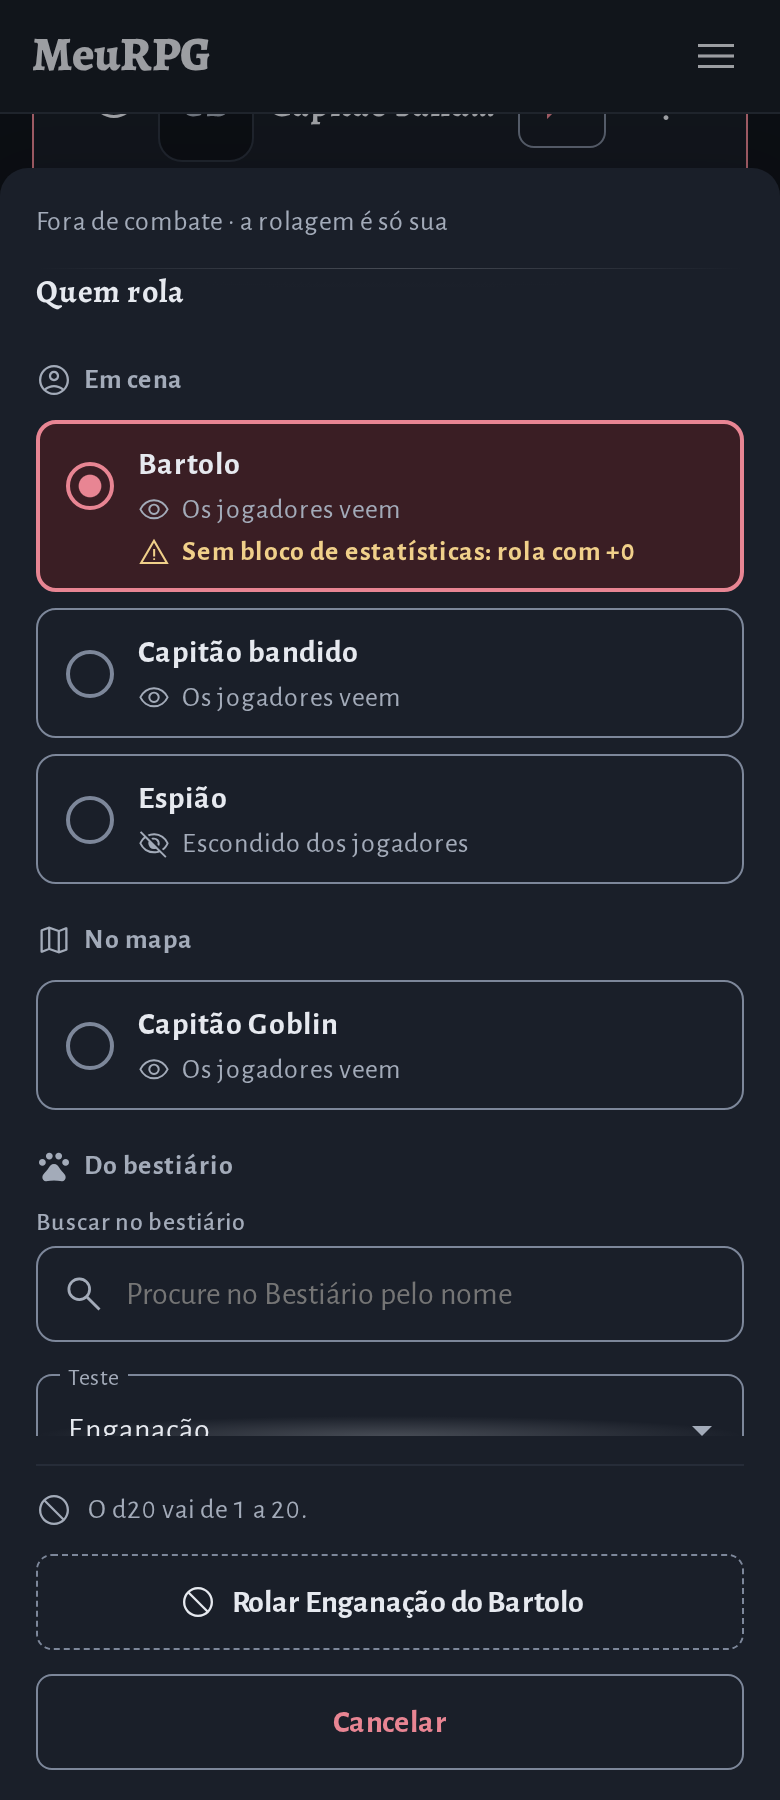 MeuRPG
Fora de combate · a rolagem é só sua
Quem rola
Em cena
Bartolo
Os jogadores veem
Sem bloco de estatísticas: rola com +0
Capitão bandido
Os jogadores veem
Espião
Escondido dos jogadores
No mapa
Capitão Goblin
Os jogadores veem
Do bestiário
Buscar no bestiário
Procure no Bestiário pelo nome
Teste
Enganação
O d20 vai de 1 a 20.
Rolar Enganação do Bartolo
Cancelar